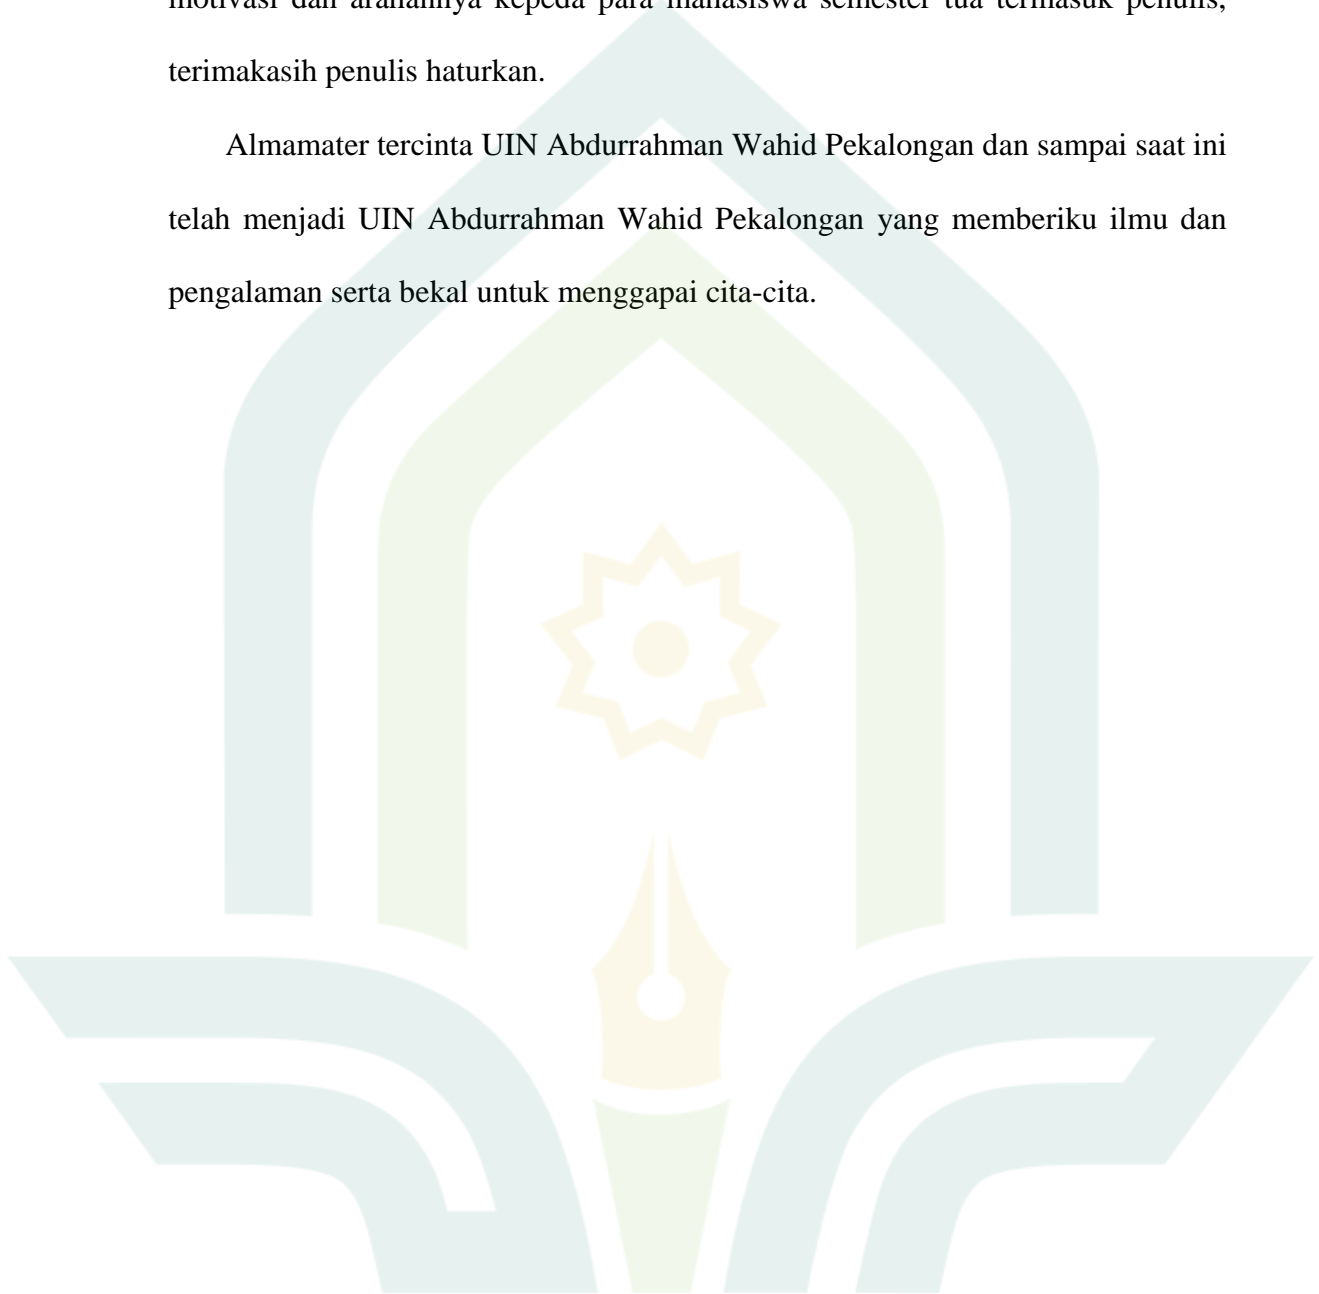 motivasi dan arahannya kepeda para mahasiswa semester tua termasuk penulis,
terimakasih penulis haturkan.
Almamater tercinta UIN Abdurrahman Wahid Pekalongan dan sampai saat ini
telah menjadi UIN Abdurrahman Wahid Pekalongan yang memberiku ilmu dan
pengalaman serta bekal untuk menggapai cita-cita.